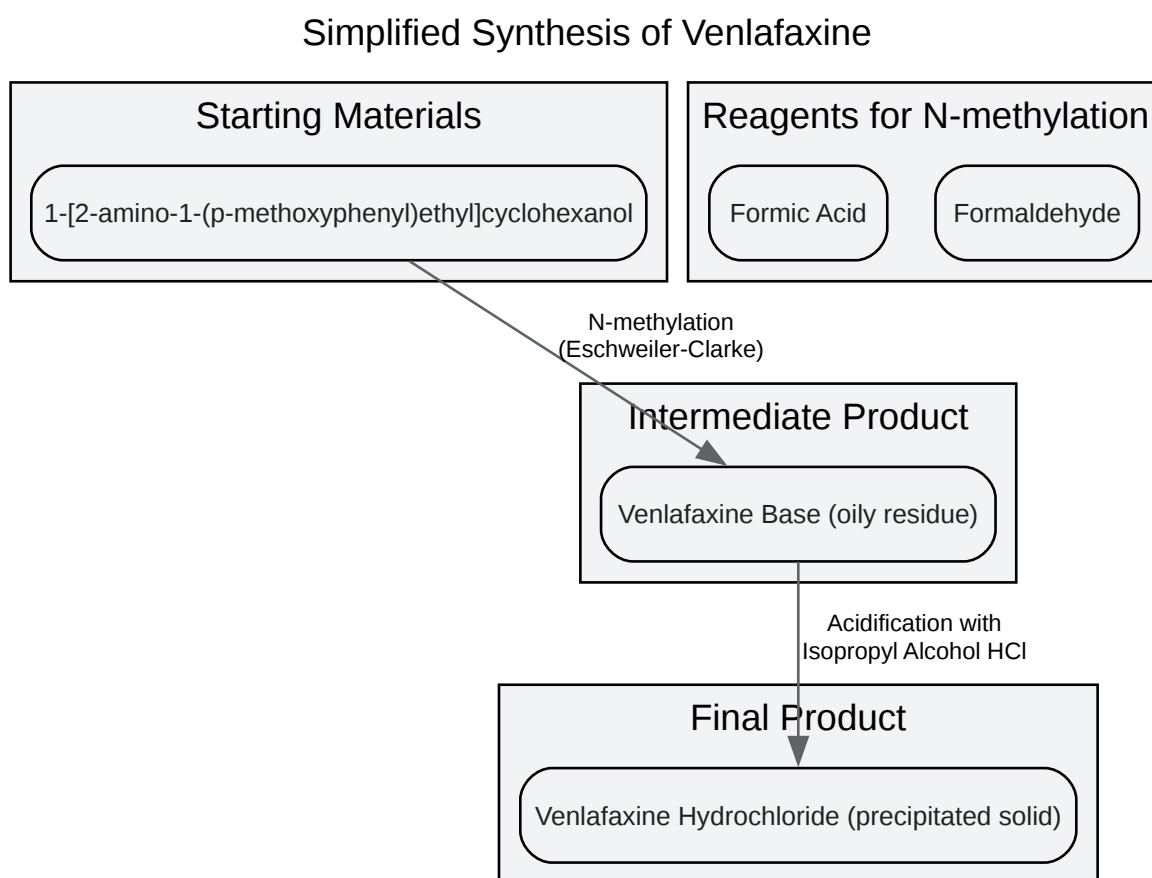 Simplified Synthesis of Venlafaxine
Starting Materials
1-[2-amino-1-(p-methoxyphenyl)ethyl]cyclohexanol
Reagents for N-methylation
Formic Acid
Formaldehyde
N-methylation
(Eschweiler-Clarke)
Intermediate Product
Venlafaxine Base (oily residue)
Acidification with
Isopropyl Alcohol HCl
Final Product
Venlafaxine Hydrochloride (precipitated solid)